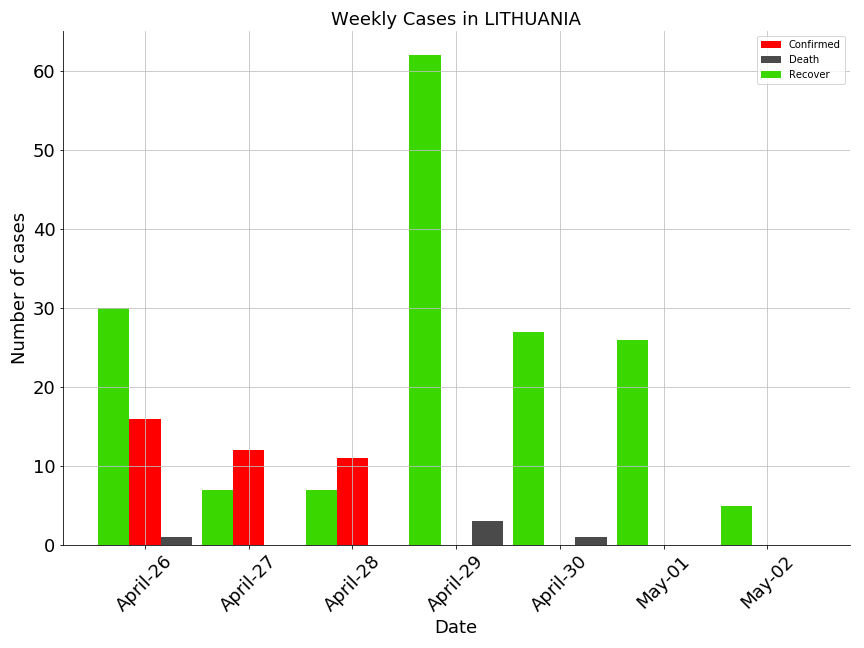 Weekly Cases in LITHUANIA
Confirmed
Death
Recover
Number of cases
60
50
40
30
20
10
0
April-26
April-27
April-28
April-29
April-30
May-01
May-02
Date